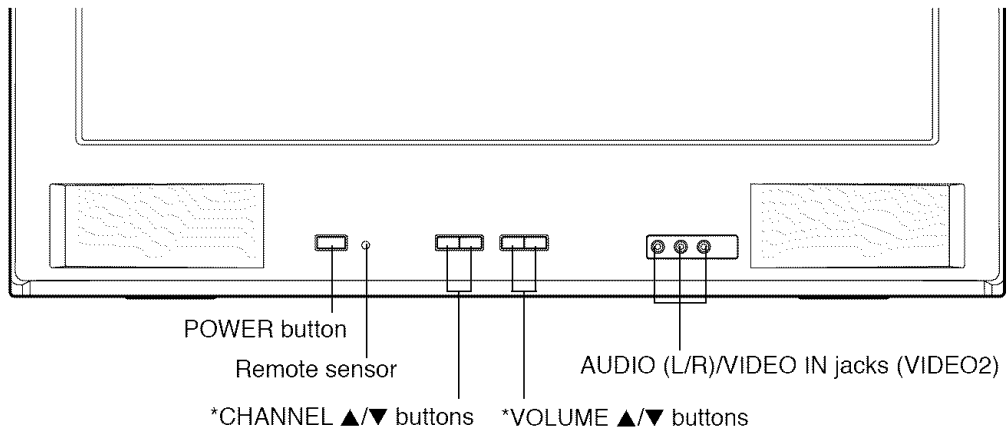 POWER button
Remote sensor
AUDIO (L/R)/VIDEO IN jacks (VIDEO2)
*CHANNEL ▲/▼ buttons
*VOLUME ▲/▼ buttons